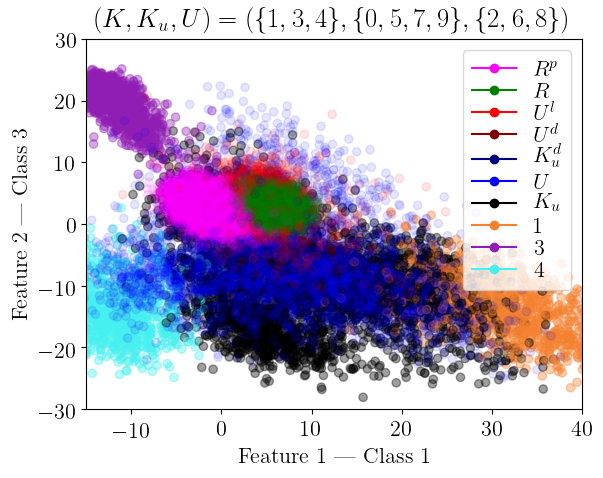 (K, K_u, U) = ({1, 3, 4}, {0, 5, 7, 9}, {2, 6, 8})
30
20
10
0
−10
−20
−30
Feature 2 — Class 3
R^p
R
U^l
U^d
K_u^d
U
K_u
1
3
4
−10
0
10
20
30
40
Feature 1 — Class 1